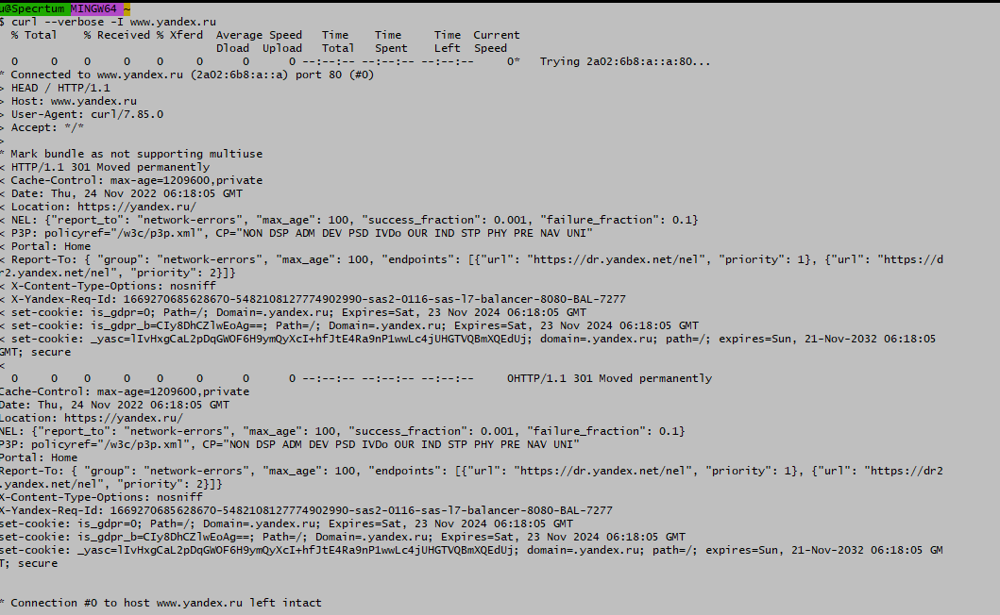 u@Specrtum MINGW64 ~
$ curl --verbose -I www.yandex.ru
% Total % Received % Xferd Average Speed Time Time Time Current
Dload Upload Total Spent Left Speed
0 0 0 0 0 0 0 0 --:--:-- --:--:-- --:--:-- 0* Trying 2a02:6b8:a::a:80...
* Connected to www.yandex.ru (2a02:6b8:a::a) port 80 (#0)
> HEAD / HTTP/1.1
> Host: www.yandex.ru
> User-Agent: curl/7.85.0
> Accept: */*
>
* Mark bundle as not supporting multiuse
< HTTP/1.1 301 Moved permanently
< Cache-Control: max-age=1209600,private
< Date: Thu, 24 Nov 2022 06:18:05 GMT
< Location: https://yandex.ru/
< NEL: {"report_to": "network-errors", "max_age": 100, "success_fraction": 0.001, "failure_fraction": 0.1}
< P3P: policyref="/w3c/p3p.xml", CP="NON DSP ADM DEV PSD IVDo OUR IND STP PHY PRE NAV UNI"
< Portal: Home
< Report-To: { "group": "network-errors", "max_age": 100, "endpoints": [{"url": "https://dr.yandex.net/nel", "priority": 1}, {"url": "https://d
r2.yandex.net/nel", "priority": 2}]}
< X-Content-Type-Options: nosniff
< X-Yandex-Req-Id: 1669270685628670-5482108127774902990-sas2-0116-sas-l7-balancer-8080-BAL-7277
< set-cookie: is_gdpr=0; Path=/; Domain=.yandex.ru; Expires=Sat, 23 Nov 2024 06:18:05 GMT
< set-cookie: is_gdpr_b=CIy8DhCZlwEoAg==; Path=/; Domain=.yandex.ru; Expires=Sat, 23 Nov 2024 06:18:05 GMT
< set-cookie: _yasc=lIvHxgCaL2pDqGWOF6H9ymQyXcI+hfJtE4Ra9nP1wwLc4jUHGTVQBmXQEdUj; domain=.yandex.ru; path=/; expires=Sun, 21-Nov-2032 06:18:05
GMT; secure
<
0 0 0 0 0 0 0 0 --:--:-- --:--:-- --:--:-- 0HTTP/1.1 301 Moved permanently
Cache-Control: max-age=1209600,private
Date: Thu, 24 Nov 2022 06:18:05 GMT
Location: https://yandex.ru/
NEL: {"report_to": "network-errors", "max_age": 100, "success_fraction": 0.001, "failure_fraction": 0.1}
P3P: policyref="/w3c/p3p.xml", CP="NON DSP ADM DEV PSD IVDo OUR IND STP PHY PRE NAV UNI"
Portal: Home
Report-To: { "group": "network-errors", "max_age": 100, "endpoints": [{"url": "https://dr.yandex.net/nel", "priority": 1}, {"url": "https://dr2
.yandex.net/nel", "priority": 2}]}
X-Content-Type-Options: nosniff
X-Yandex-Req-Id: 1669270685628670-5482108127774902990-sas2-0116-sas-l7-balancer-8080-BAL-7277
set-cookie: is_gdpr=0; Path=/; Domain=.yandex.ru; Expires=Sat, 23 Nov 2024 06:18:05 GMT
set-cookie: is_gdpr_b=CIy8DhCZlwEoAg==; Path=/; Domain=.yandex.ru; Expires=Sat, 23 Nov 2024 06:18:05 GMT
set-cookie: _yasc=lIvHxgCaL2pDqGWOF6H9ymQyXcI+hfJtE4Ra9nP1wwLc4jUHGTVQBmXQEdUj; domain=.yandex.ru; path=/; expires=Sun, 21-Nov-2032 06:18:05 GM
T; secure
* Connection #0 to host www.yandex.ru left intact